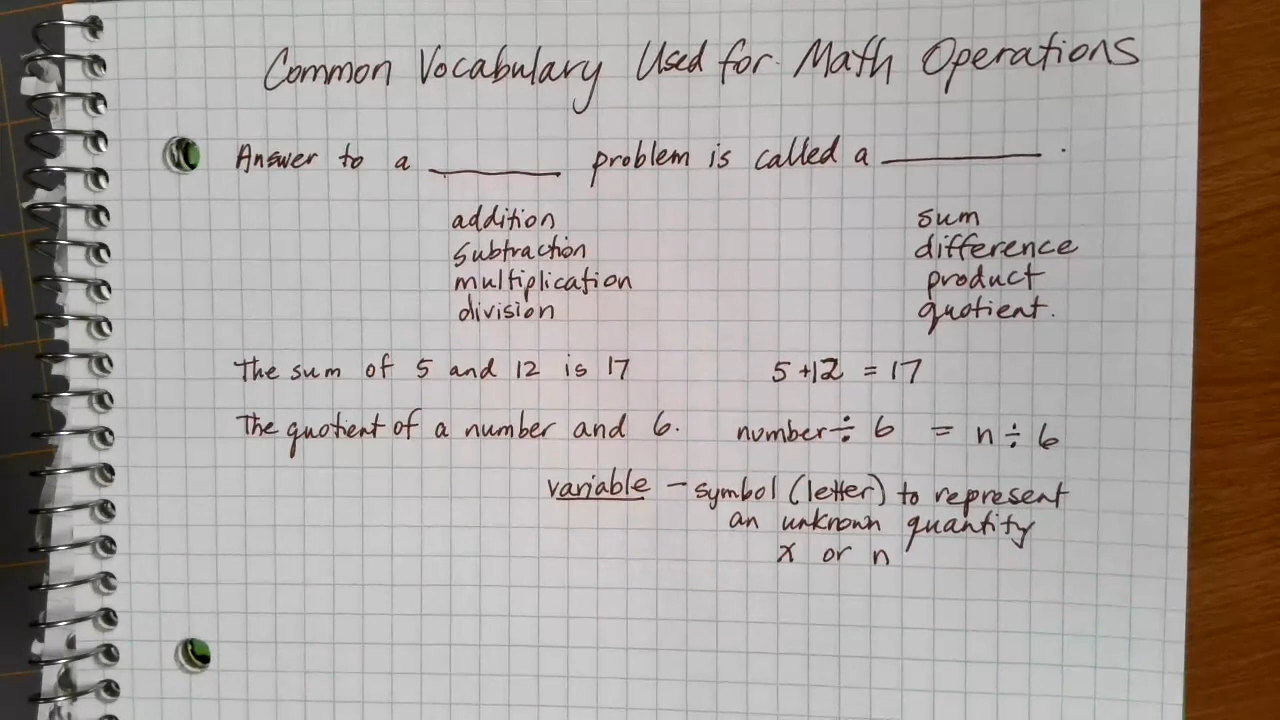 Common Vocabulary Used for Math Operations
Answer to a ________ problem is called a ________ .
addition sum
subtraction difference
multiplication product
division quotient.
The sum of 5 and 12 is 17 5+12 = 17
The quotient of a number and 6. number ÷ 6 = n ÷ 6
variable – symbol (letter) to represent
an unknown quantity
x or n